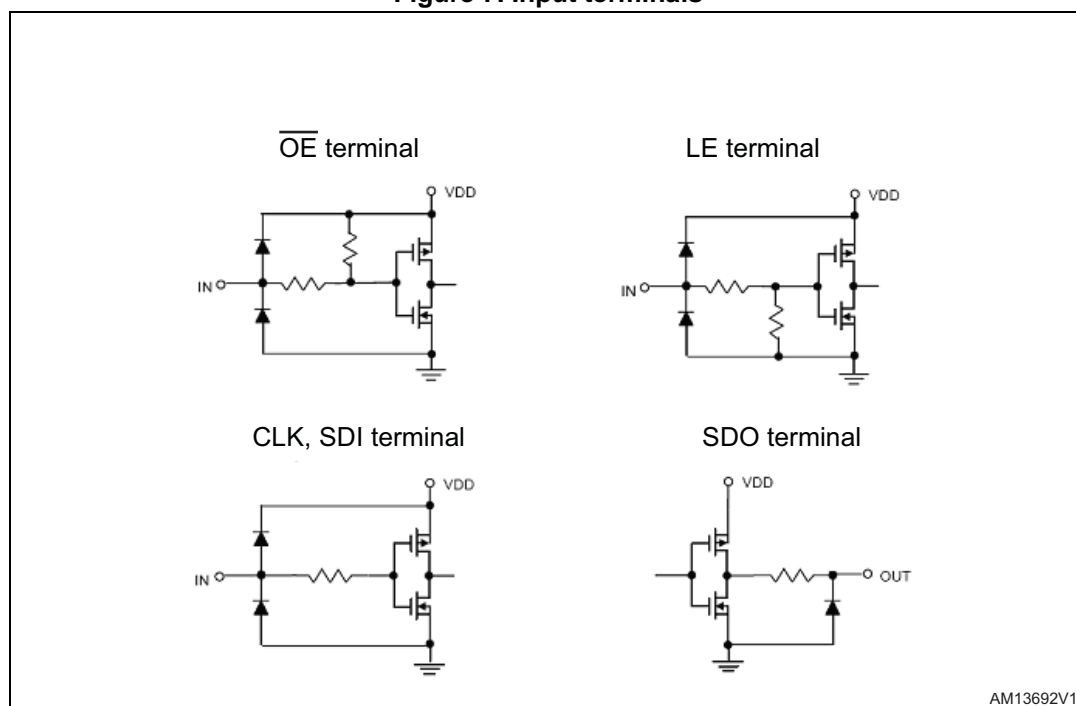 Figure 7. Input terminals
OE terminal
LE terminal
VDD
IN
VDD
IN
CLK, SDI terminal
SDO terminal
VDD
IN
VDD
OUT
AM13692V1